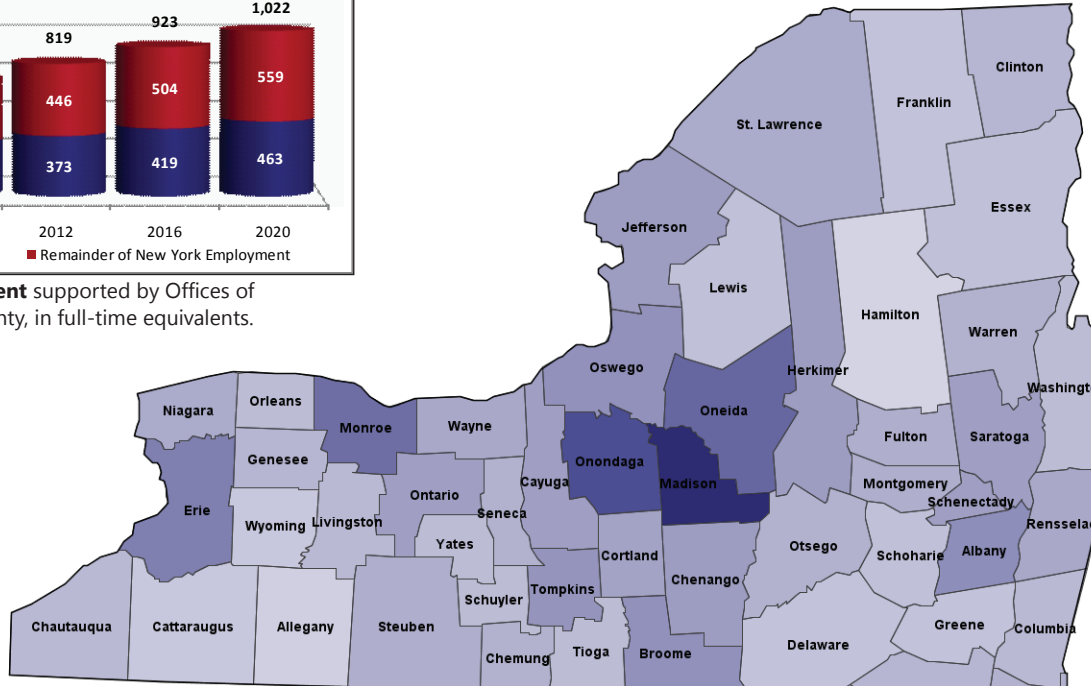 1,022
923
819
559
504
446
463
419
373
2012 2016 2020
Remainder of New York Employment
ent supported by Offices of
nty, in full-time equivalents.
Clinton
Franklin
St. Lawrence
Essex
Jefferson
Lewis
Hamilton
Warren
Oswego
Herkimer
Washingt
Niagara
Orleans
Monroe
Wayne
Oneida
Fulton
Saratoga
Genesee
Onondaga
Madison
Cayuga
Montgomery
Ontario
Schenectady
Erie
Wyoming
Livingston
Seneca
Rensselae
Yates
Otsego
Schoharie
Albany
Cortland
Chenango
Tompkins
Schuyler
Chautauqua
Cattaraugus
Allegany
Steuben
Greene
Columbia
Delaware
Tioga
Broome
Chemung